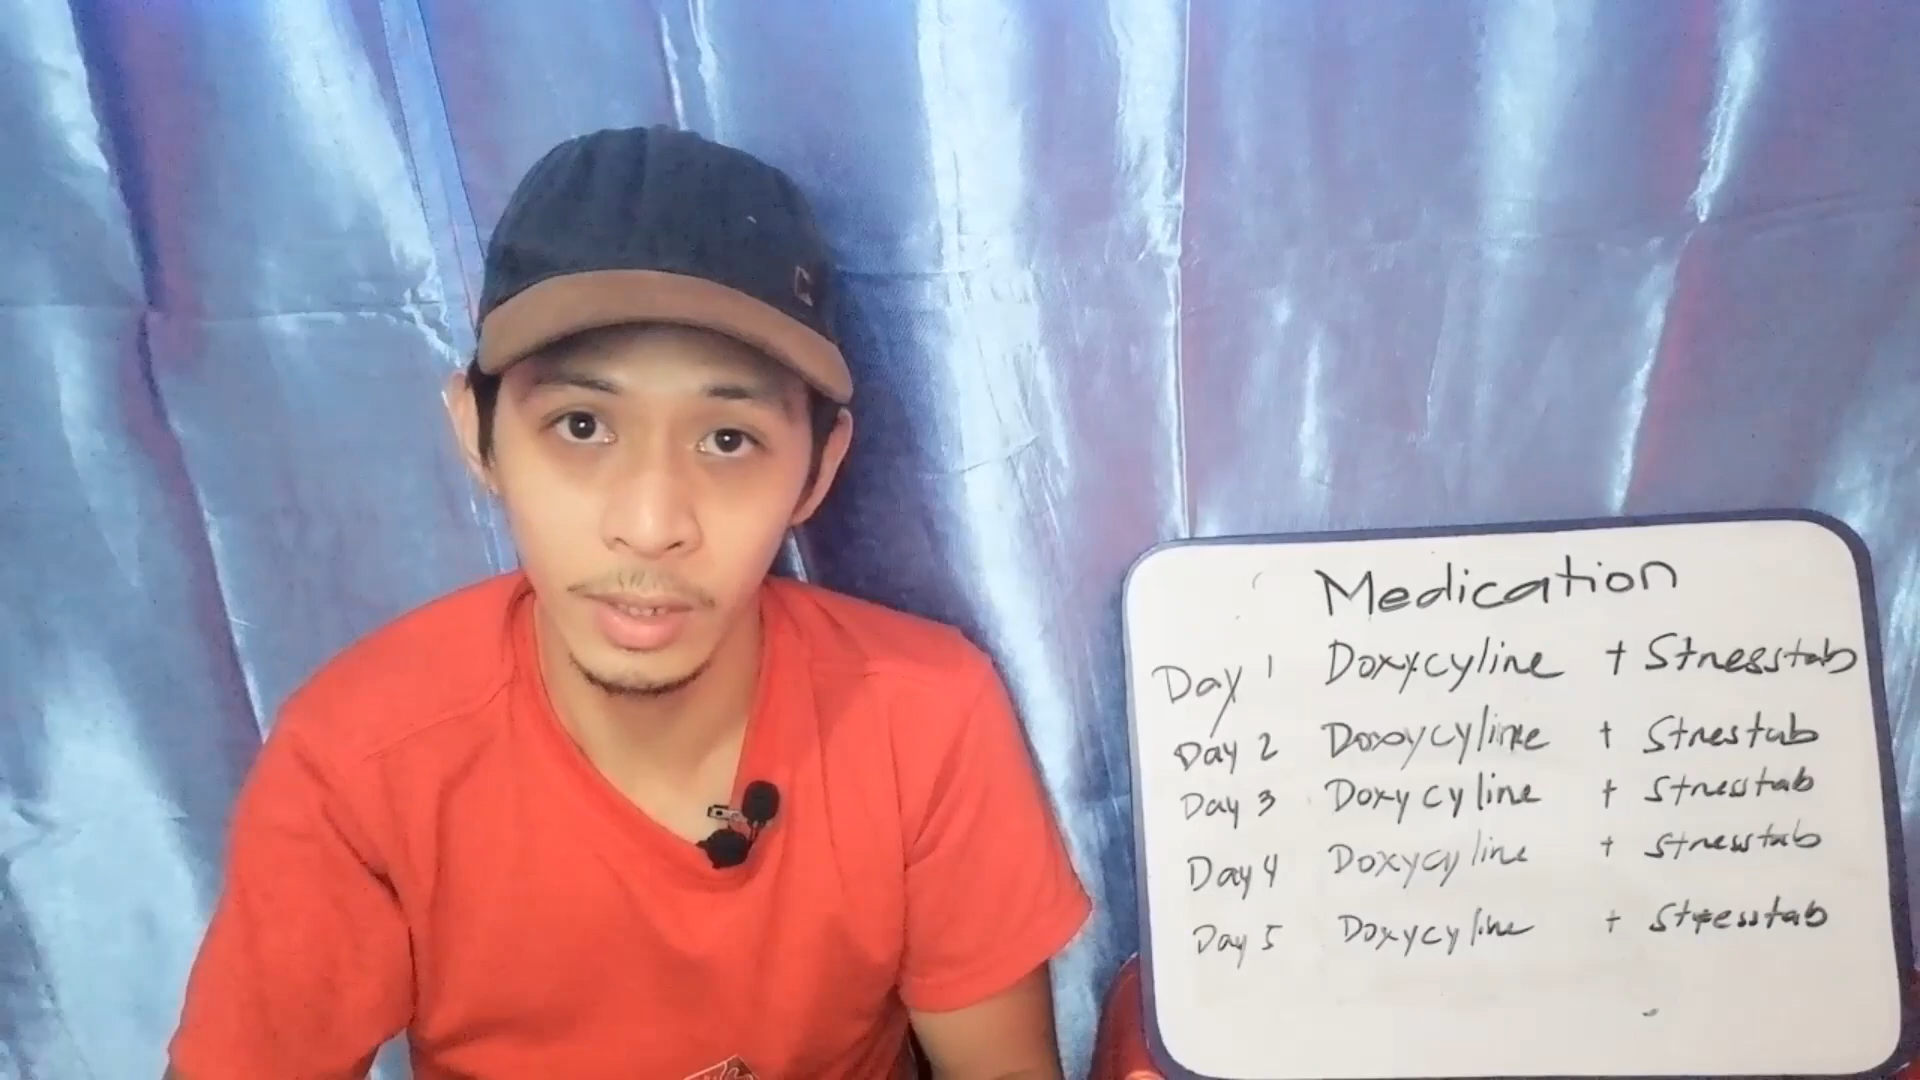 Medication
Day 1 Doxycyline + Stresstab
Day 2 Doxycyline + Strestab
Day 3 Doxycyline + Stresstab
Day 4 Doxycyline + Stresstab
Day 5 Doxycyline + Stresstab